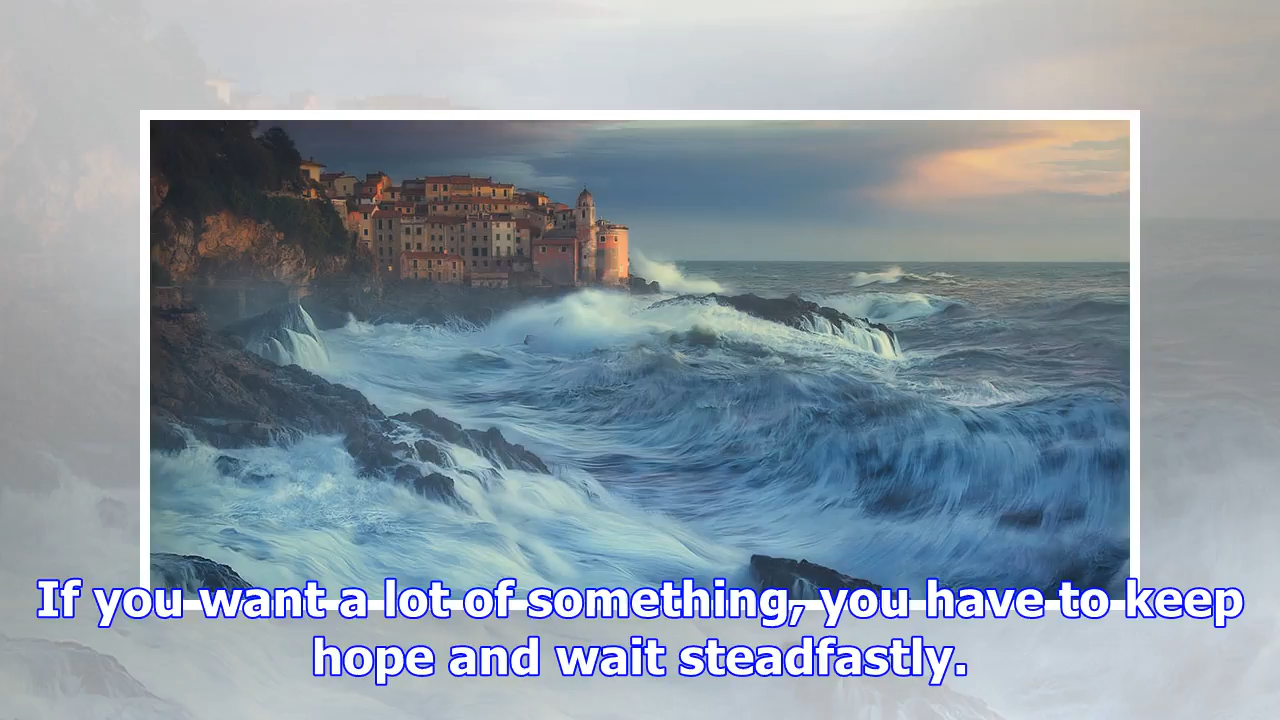 If you want a lot of something, you have to keep
hope and wait steadfastly.